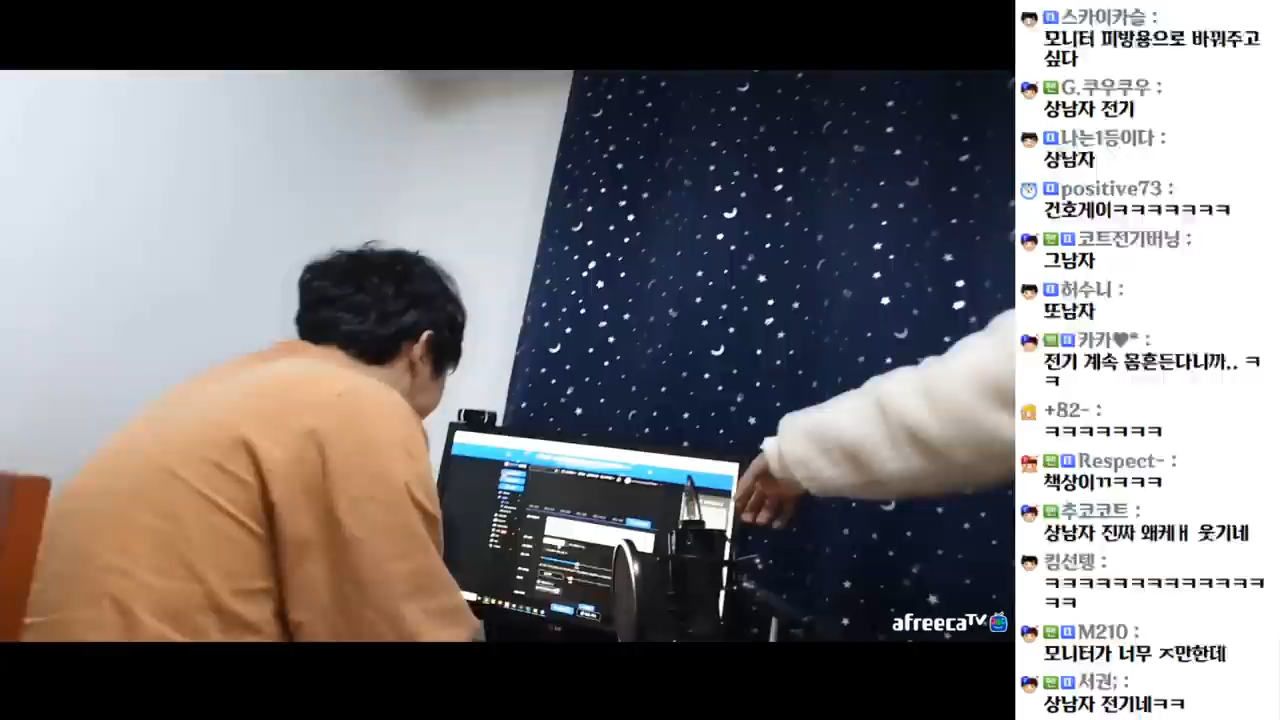 스카이카슬 :
모니터 피방용으로 바꿔주고
싶다
G.쿠우쿠우 :
상남자 전기
나는1등이다 :
상남자
positive73 :
건호게이ㅋㅋㅋㅋㅋㅋㅋ
코트전기버닝 :
그남자
허수니 :
또남자
카카♥* :
전기 계속 몸흔든다니까.. ㅋ
ㅋ
+82- :
ㅋㅋㅋㅋㅋㅋㅋ
Respect- :
책상이ㄲㅋㅋㅋ
추코코트 :
상남자 진짜 왜케ㅐ 웃기네
킴선텡 :
ㅋㅋㅋㅋㅋㅋㅋㅋㅋㅋㅋㅋㅋ
ㅋㅋ
M210 :
모니터가 너무 ㅈ만한데
서권; :
상남자 전기네ㅋㅋ
afreecaTV